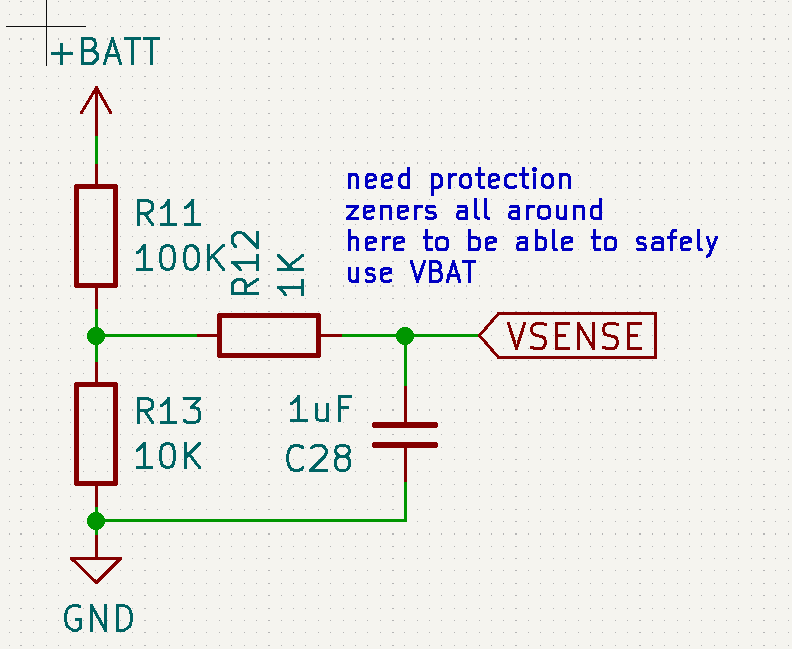 +BATT
need protection
zeners all around
here to be able to safely
use VBAT
R11
100K
R12
1K
VSENSE
R13
10K
1uF
C28
GND